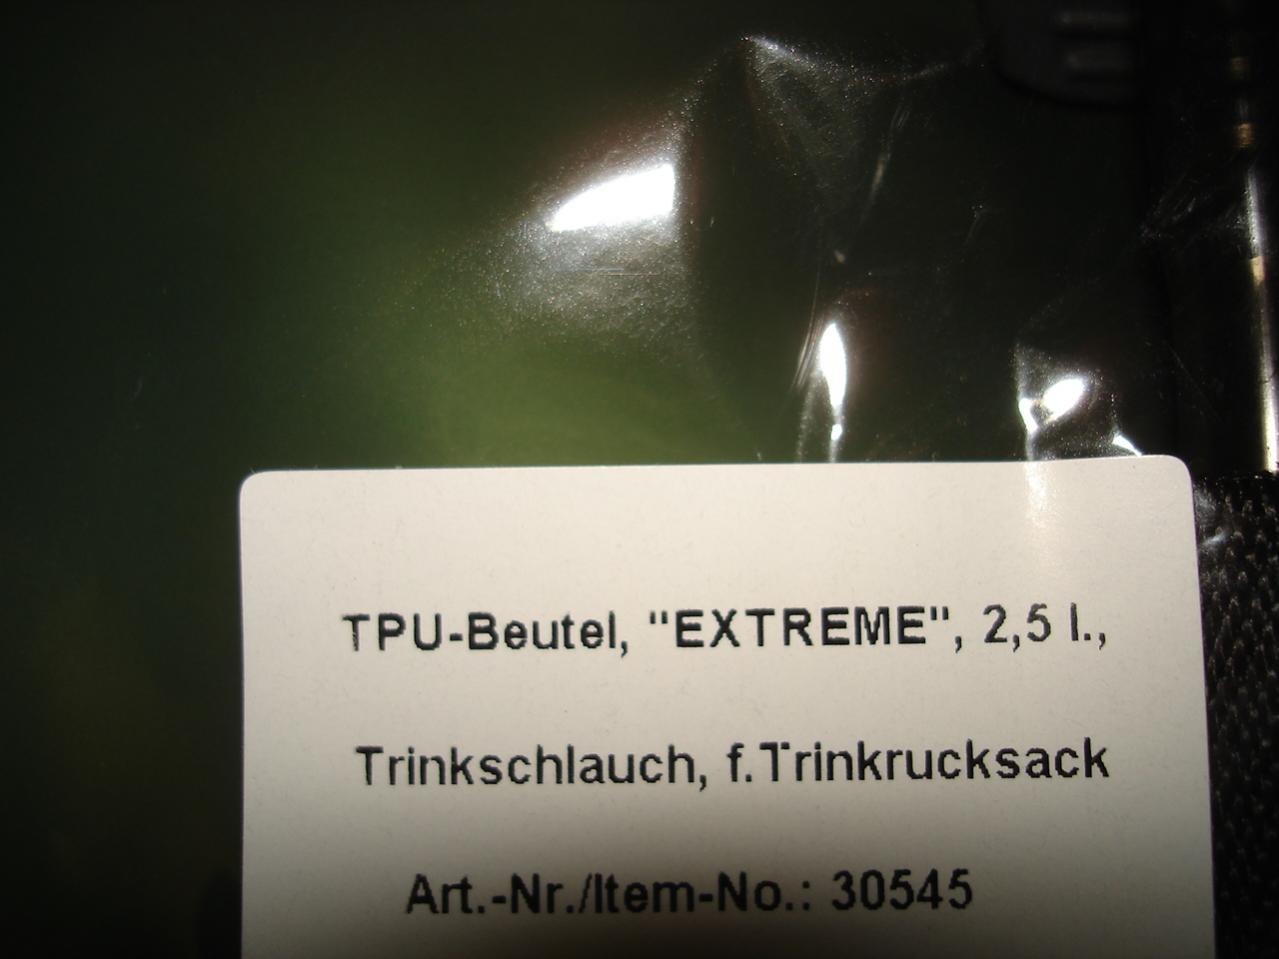 TPU-Beutel, "EXTREME", 2,5 l.,
Trinkschlauch, f.Trinkrucksack
Art.-Nr./Item-No.: 30545